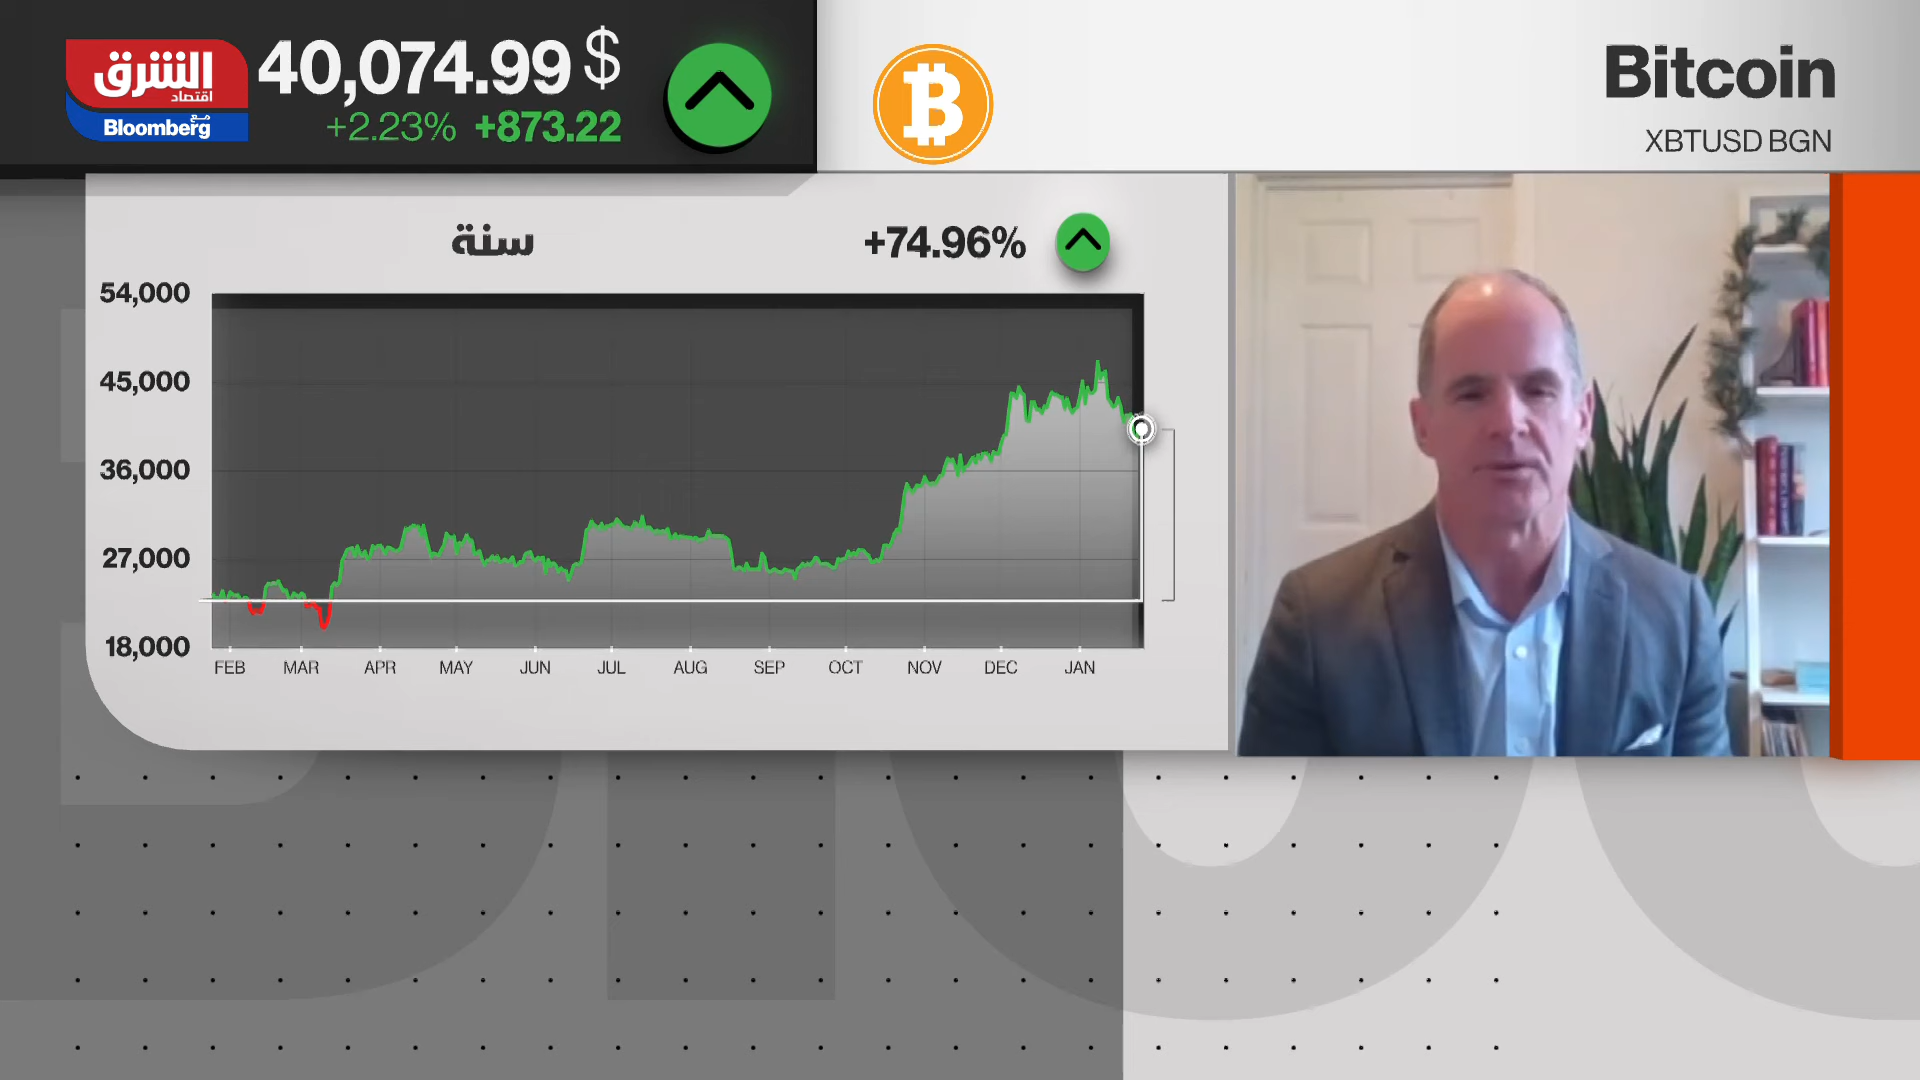 الشرق
اقتصاد
مع
Bloomberg
40,074.99 $
+2.23% +873.22
Bitcoin
XBTUSD BGN
سنة
+74.96%
54,000
45,000
36,000
27,000
18,000
FEB MAR APR MAY JUN JUL AUG SEP OCT NOV DEC JAN